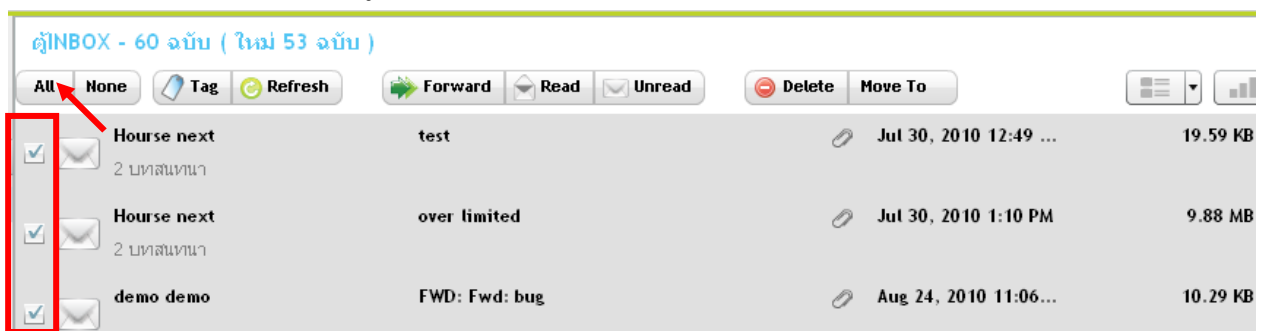 ตู้INBOX - 60 ฉบับ ( ใหม่ 53 ฉบับ )
All None Tag Refresh Forward Read Unread Delete Move To
Hourse next test Jul 30, 2010 12:49 ... 19.59 KB
2 บทสนทนา
Hourse next over limited Jul 30, 2010 1:10 PM 9.88 MB
2 บทสนทนา
demo demo FWD: Fwd: bug Aug 24, 2010 11:06... 10.29 KB